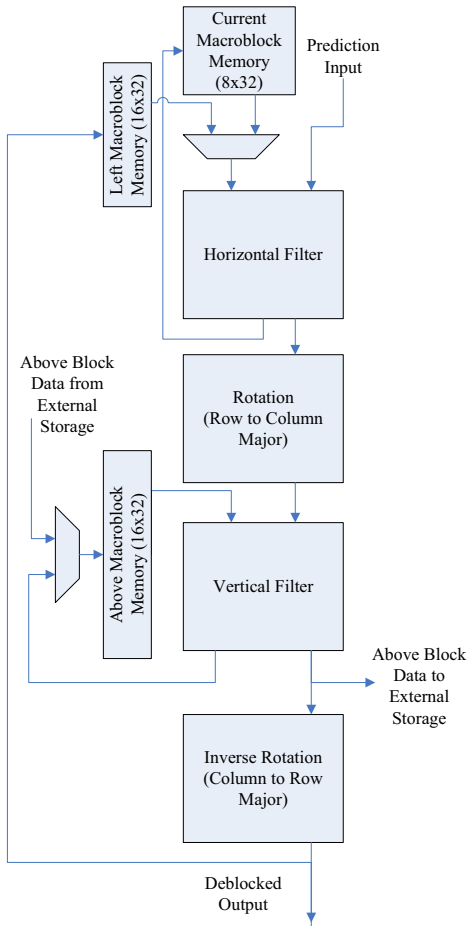 Current
Macroblock
Memory
(8x32)
Prediction
Input
Left Macroblock
Memory (16x32)
Horizontal Filter
Above Block
Data from
External
Storage
Rotation
(Row to Column
Major)
Above Macroblock
Memory (16x32)
Vertical Filter
Above Block
Data to
External
Storage
Inverse Rotation
(Column to Row
Major)
Deblocked
Output